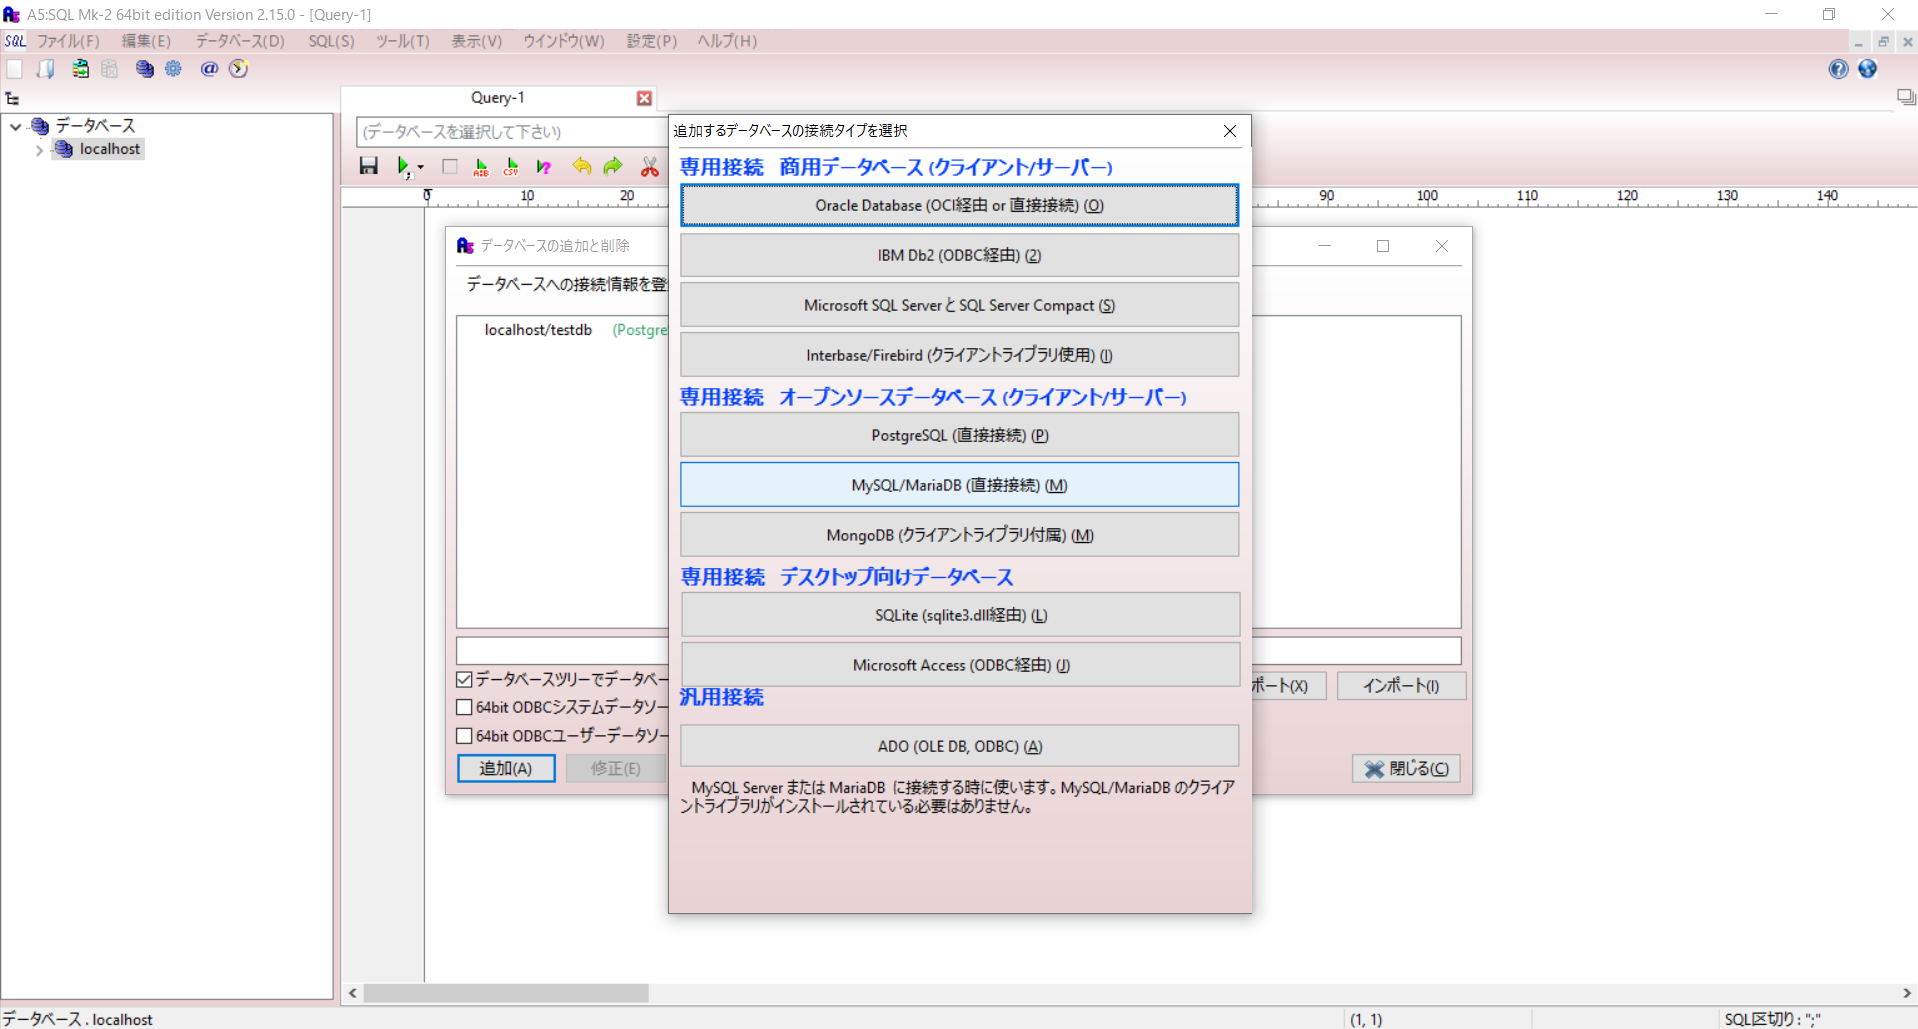 A5:SQL Mk-2 64bit edition Version 2.15.0 - [Query-1]
SQL ファイル(F) 編集(E) データベース(D) SQL(S) ツール(T) 表示(V) ウインドウ(W) 設定(P) ヘルプ(H)
データベース
localhost
Query-1
(データベースを選択して下さい)
A:B CSV
0 10 20 90 100 110 120 130 140
データベースの追加と削除
データベースへの接続情報を登
localhost/testdb (Postgre
データベースツリーでデータベー
64bit ODBCシステムデータソー
64bit ODBCユーザーデータソー
追加(A) 修正(E)
ポート(X) インポート(I)
閉じる(C)
追加するデータベースの接続タイプを選択
専用接続 商用データベース (クライアント/サーバー)
Oracle Database (OCI経由 or 直接接続) (O)
IBM Db2 (ODBC経由) (2)
Microsoft SQL Server と SQL Server Compact (S)
Interbase/Firebird (クライアントライブラリ使用) (I)
専用接続 オープンソースデータベース (クライアント/サーバー)
PostgreSQL (直接接続) (P)
MySQL/MariaDB (直接接続) (M)
MongoDB (クライアントライブラリ付属) (M)
専用接続 デスクトップ向けデータベース
SQLite (sqlite3.dll経由) (L)
Microsoft Access (ODBC経由) (J)
汎用接続
ADO (OLE DB, ODBC) (A)
MySQL Server または MariaDB に接続する時に使います。MySQL/MariaDB のクライア
ントライブラリがインストールされている必要はありません。
データベース . localhost
(1, 1)
SQL区切り : ";"